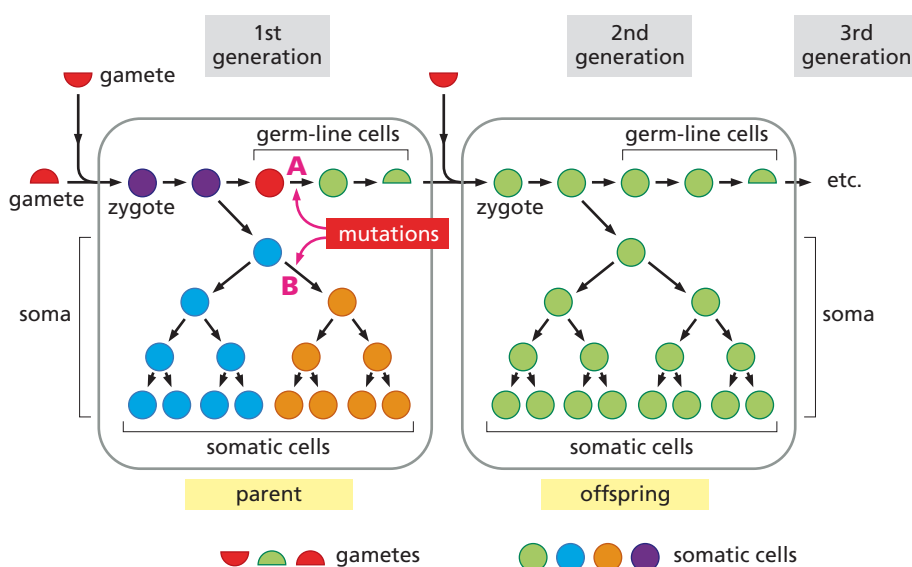 1st
generation
2nd
generation
3rd
generation
gamete
germ-line cells
germ-line cells
A
gamete
zygote
zygote
etc.
mutations
B
soma
soma
somatic cells
somatic cells
parent
offspring
gametes
somatic cells